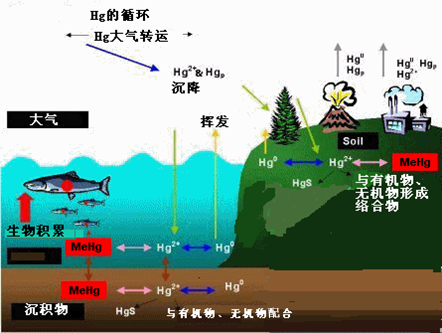 Hg的循环
Hg大气转运
Hg²⁺&Hgₚ
沉降
Hg⁰
Hgₚ
Hg⁰ Hgₚ
Hg²⁺
大气
挥发
Soil
Hg⁰
Hg²⁺
MeHg
HgS
与有机物、
无机物形成
络合物
生物积累
MeHg
Hg²⁺
Hg⁰
MeHg
Hg²⁺
Hg⁰
沉积物
HgS
与有机物、无机物配合